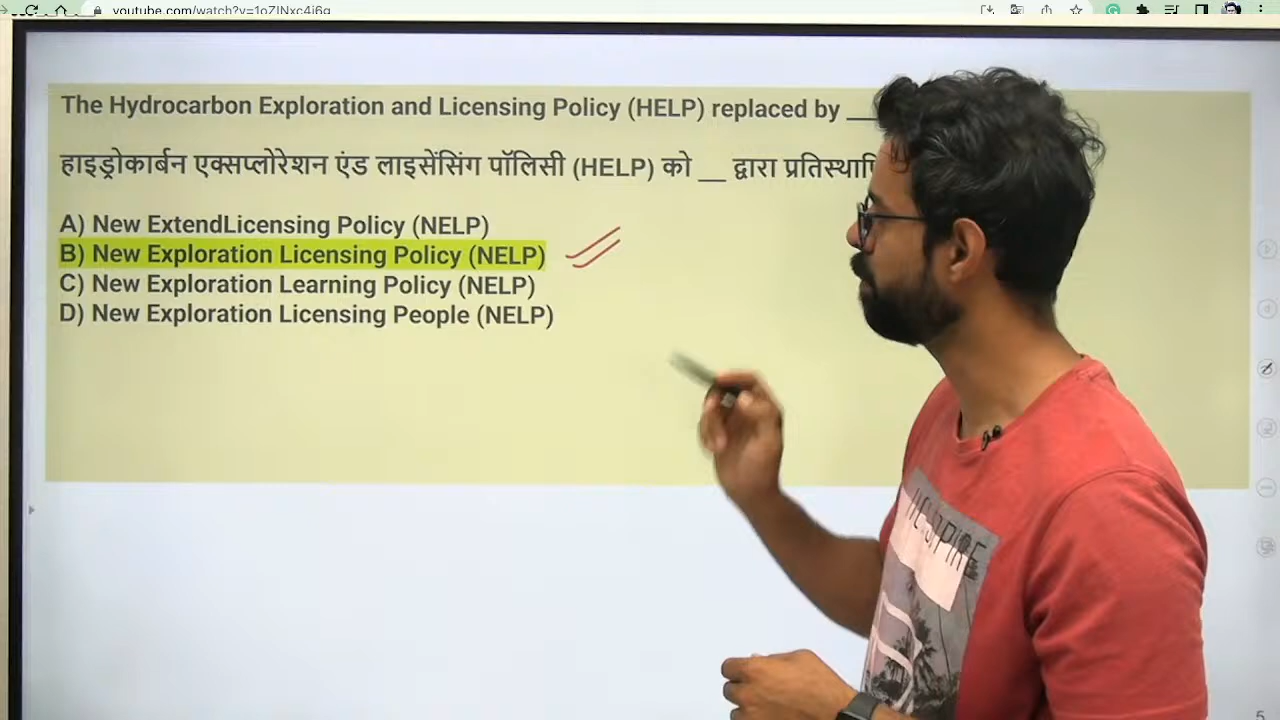 youtube.com/watch?v=
The Hydrocarbon Exploration and Licensing Policy (HELP) replaced by __
हाइड्रोकार्बन एक्सप्लोरेशन एंड लाइसेंसिंग पॉलिसी (HELP) को __ द्वारा
A) New ExtendLicensing Policy (NELP)
B) New Exploration Licensing Policy (NELP)
C) New Exploration Learning Policy (NELP)
D) New Exploration Licensing People (NELP)
5